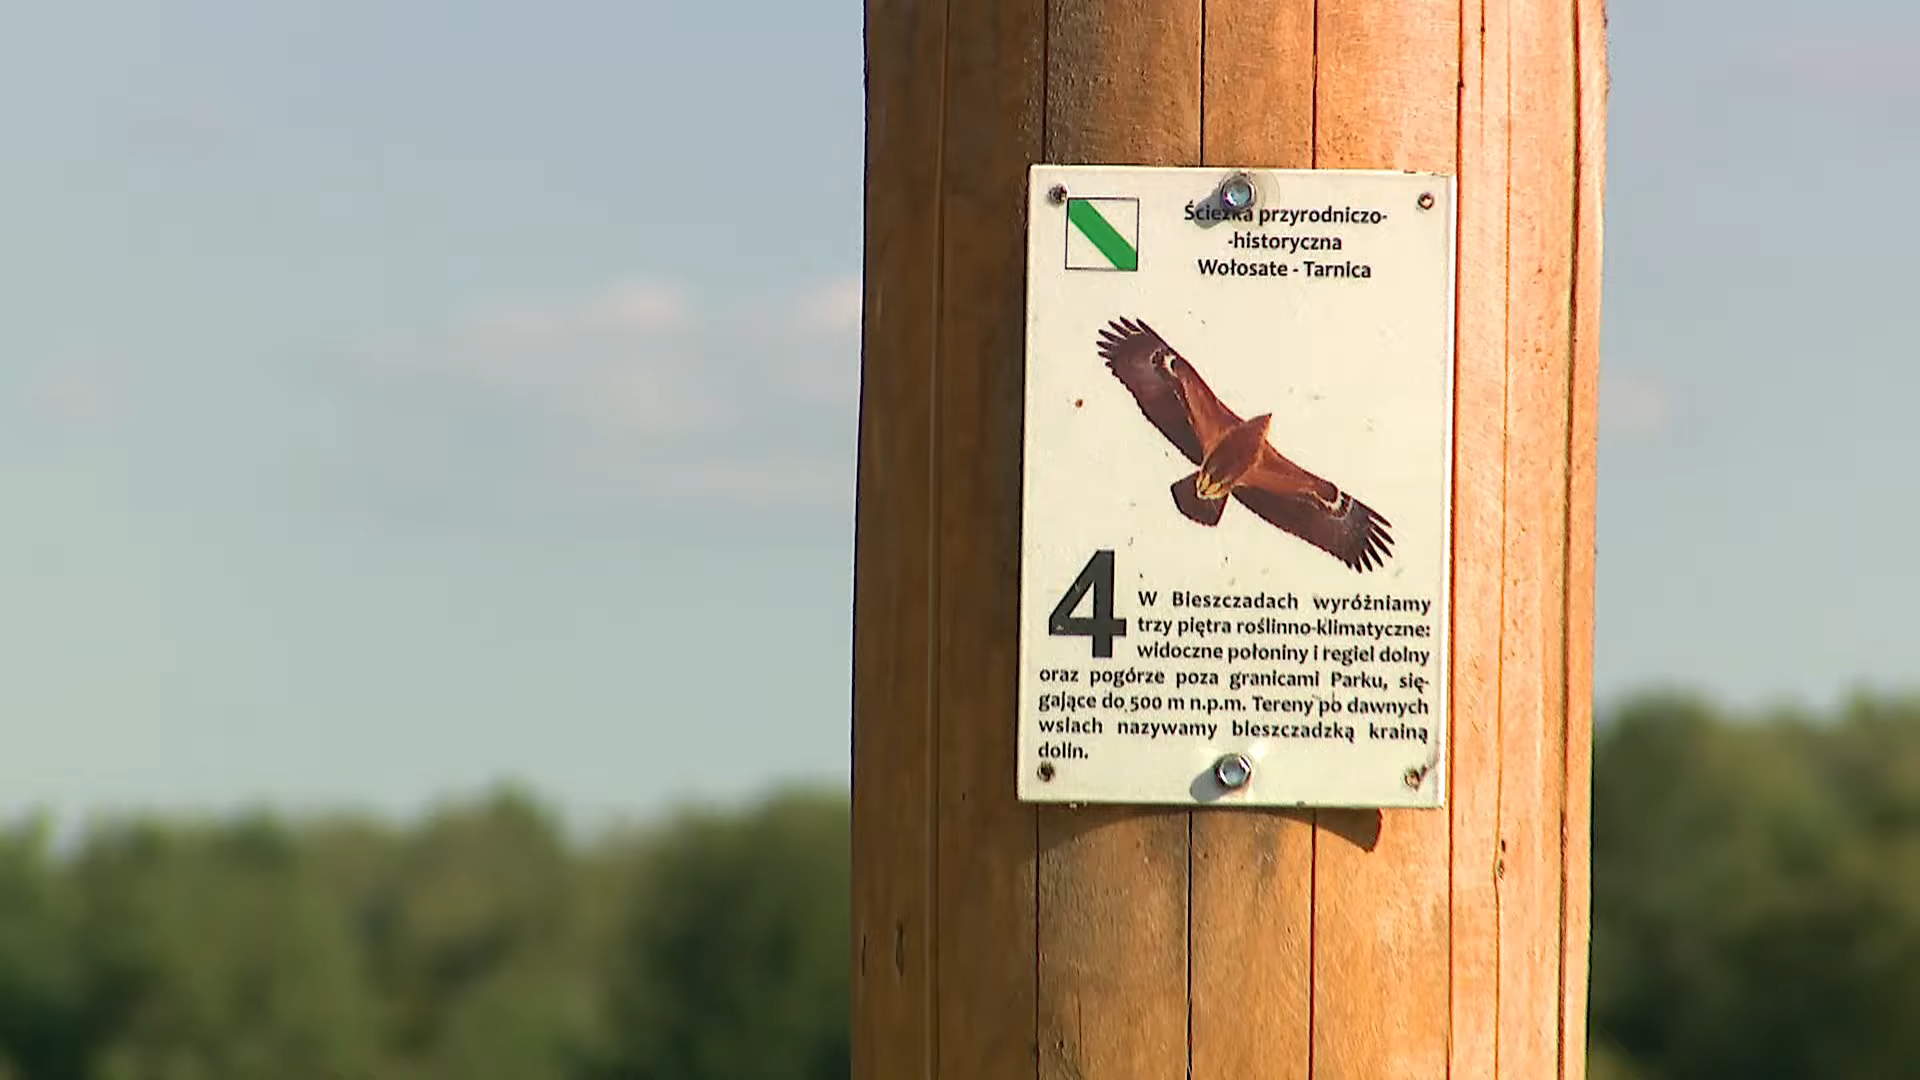 Ścieżka przyrodniczo-
-historyczna
Wołosate - Tarnica
4
W Bieszczadach wyróżniamy
trzy piętra roślinno-klimatyczne:
widoczne połoniny i regiel dolny
oraz pogórze poza granicami Parku, się-
gające do 500 m n.p.m. Tereny po dawnych
wsiach nazywamy bieszczadzką krainą
dolin.